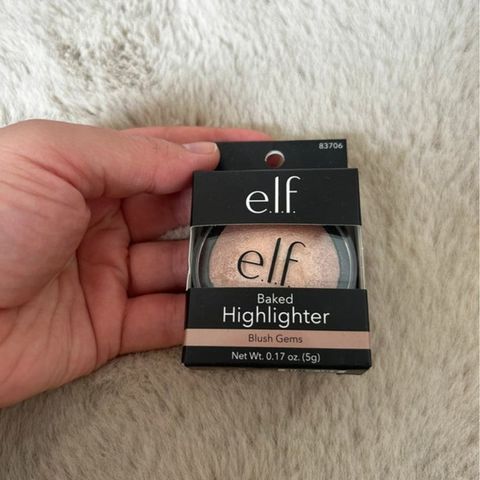 83706
e.l.f.
e.l.f
Baked
Highlighter
Blush Gems
Net Wt. 0.17 oz. (5g)